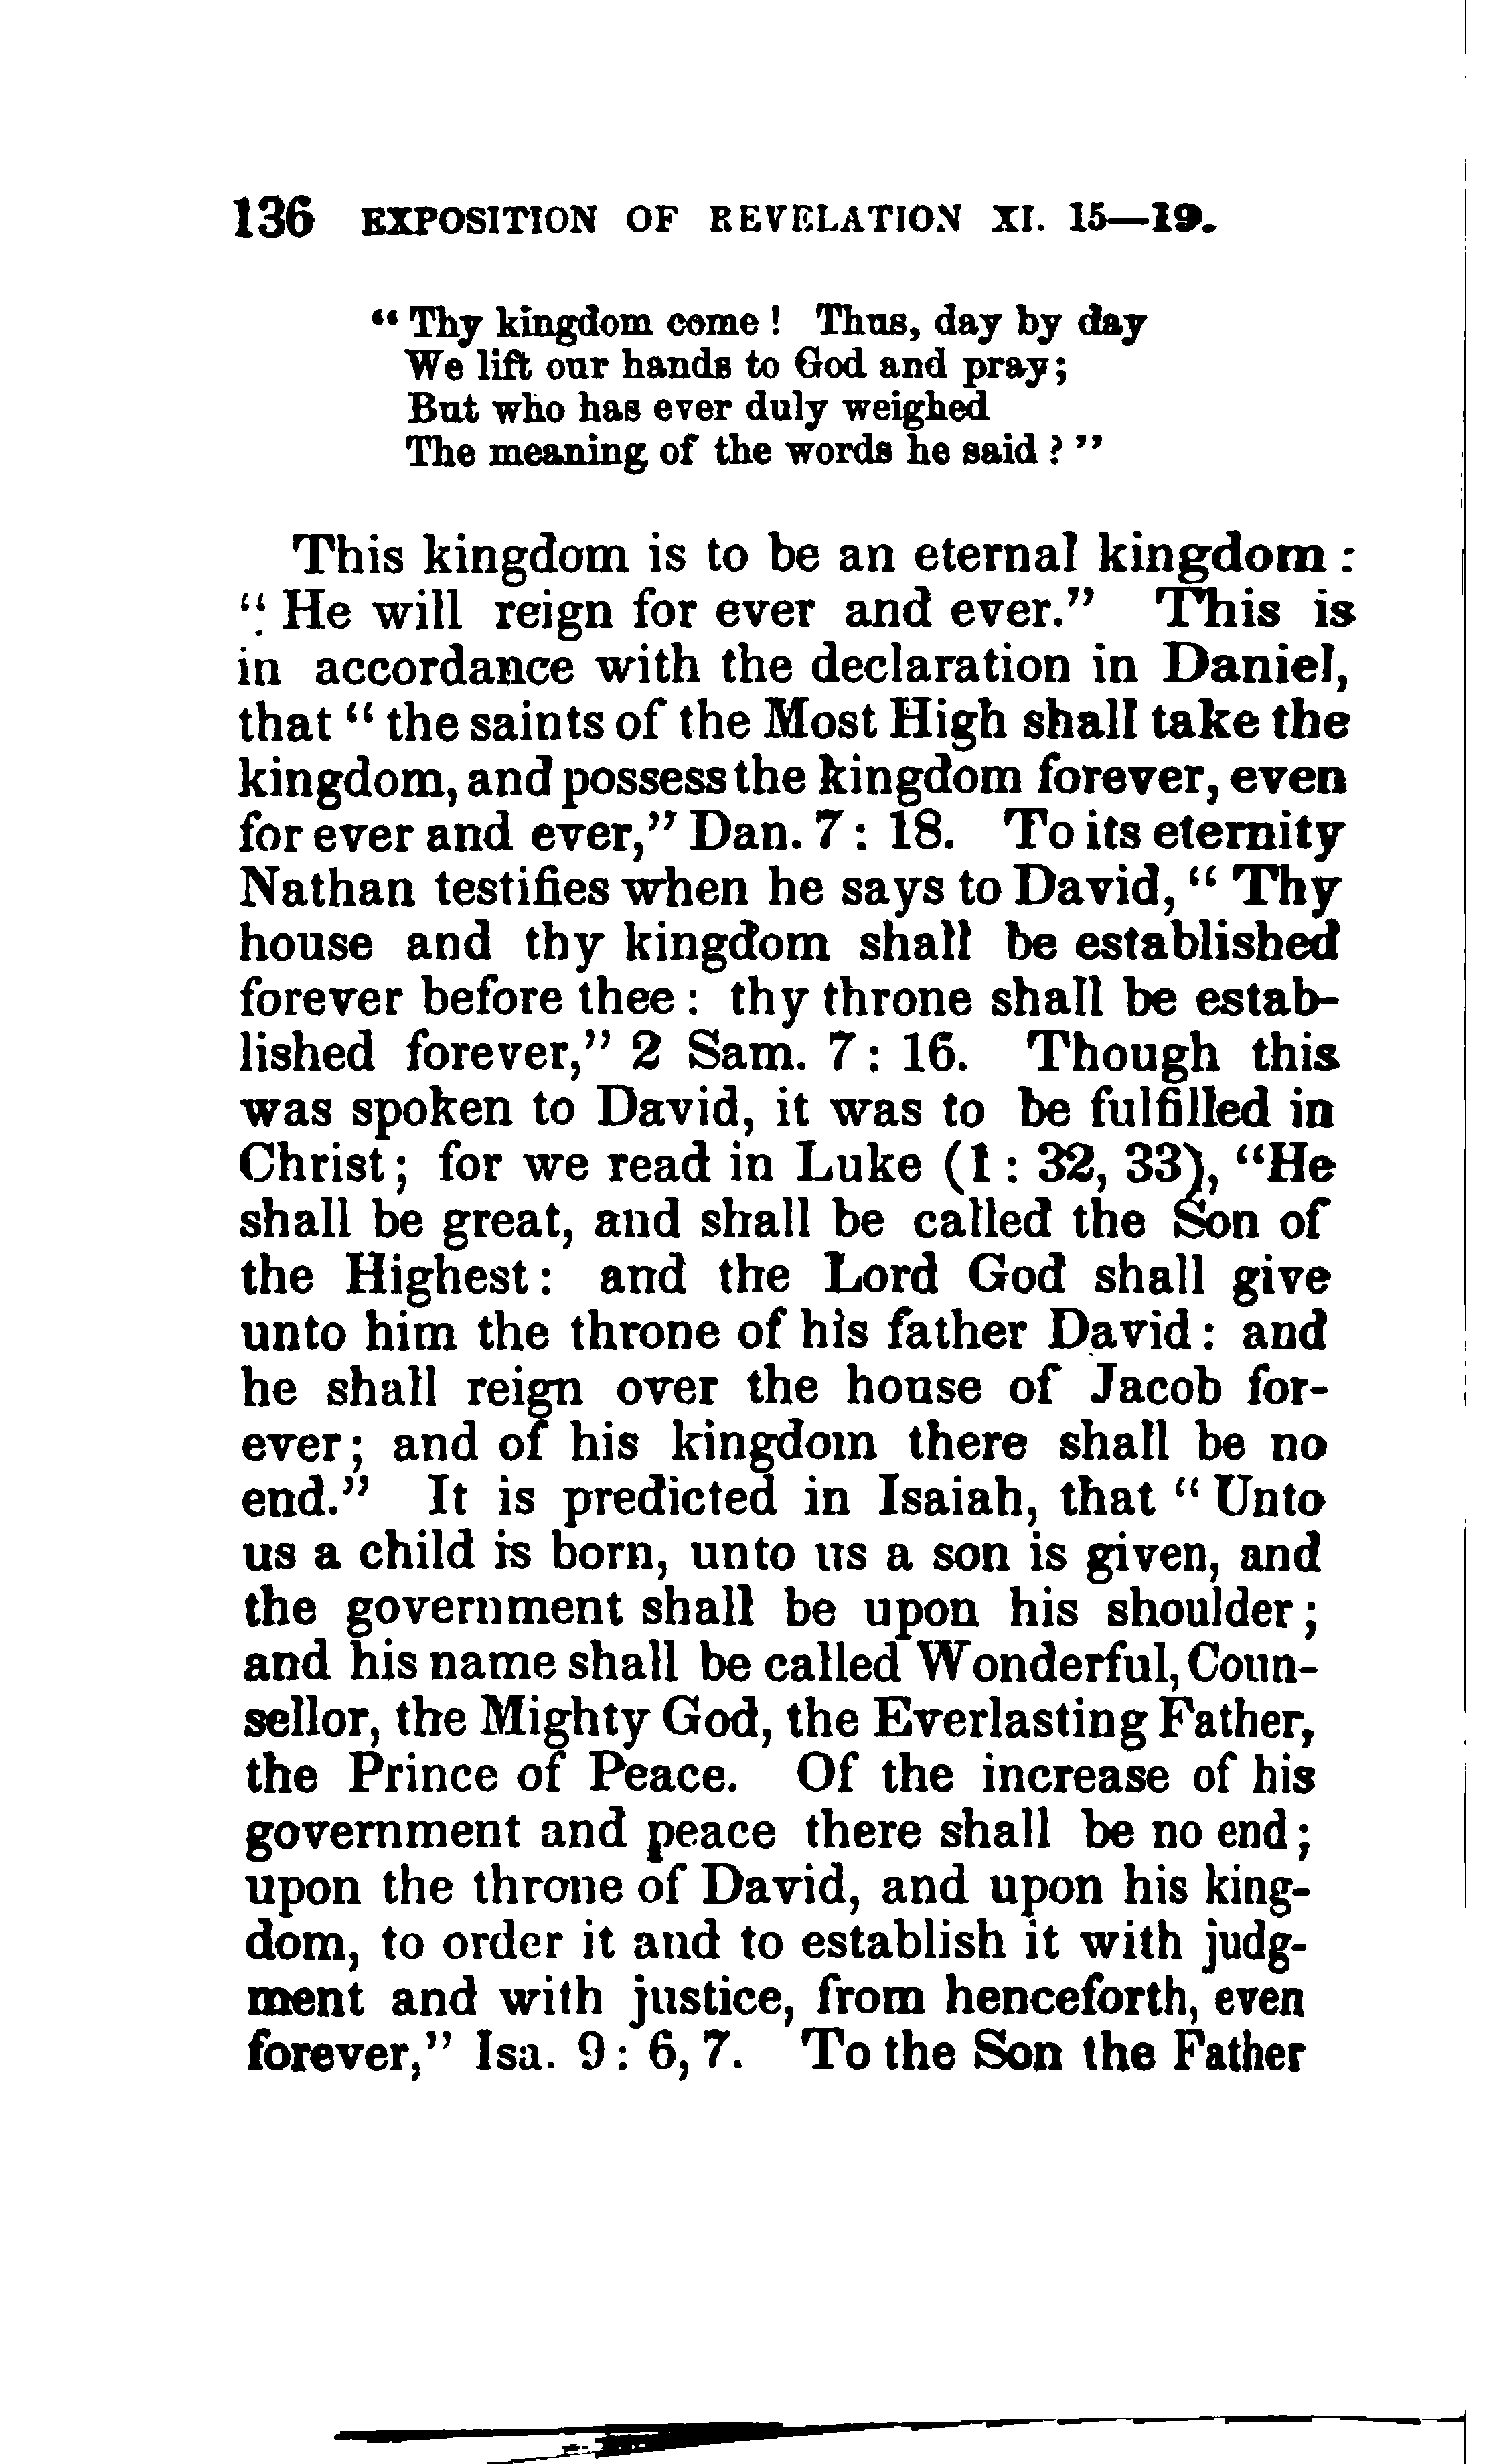 136 EXPOSITION OF REVELATION XI. 15—19.
“ Thy kingdom come ! Thus, day by day
We lift our hands to God and pray;
But who has ever duly weighed
The meaning of the words he said ? ”
This kingdom is to be an eternal kingdom :
“ He will reign for ever and ever.” This is
in accordance with the declaration in Daniel,
that “ the saints of the Most High shall take the
kingdom, and possess the kingdom forever, even
for ever and ever,” Dan. 7 : 18. To its eternity
Nathan testifies when he says to David, “ Thy
house and thy kingdom shall be established
forever before thee : thy throne shall be estab-
lished forever,” 2 Sam. 7 : 16. Though this
was spoken to David, it was to be fulfilled in
Christ ; for we read in Luke (1 : 32, 33), “He
shall be great, and shall be called the Son of
the Highest : and the Lord God shall give
unto him the throne of his father David : and
he shall reign over the house of Jacob for-
ever ; and of his kingdom there shall be no
end.” It is predicted in Isaiah, that “ Unto
us a child is born, unto us a son is given, and
the government shall be upon his shoulder ;
and his name shall be called Wonderful, Coun-
sellor, the Mighty God, the Everlasting Father,
the Prince of Peace. Of the increase of his
government and peace there shall be no end ;
upon the throne of David, and upon his king-
dom, to order it and to establish it with judg-
ment and with justice, from henceforth, even
forever,” Isa. 9 : 6, 7. To the Son the Father